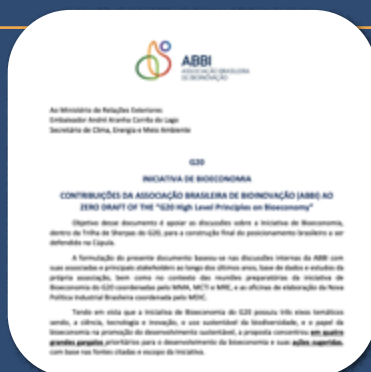 ABBI
ASSOCIAÇÃO BRASILEIRA
DE BIOINOVAÇÃO
Ao Ministério de Relações Exteriores
Embaixador André Aranha Corrêa do Lago
Secretário de Clima, Energia e Meio Ambiente
G20
INICIATIVA DE BIOECONOMIA
CONTRIBUIÇÕES DA ASSOCIAÇÃO BRASILEIRA DE BIOINOVAÇÃO (ABBI) AO
ZERO DRAFT OF THE "G20 High Level Principles on Bioeconomy"
Objetivo desse documento é apoiar as discussões sobre a Iniciativa de Bioeconomia,
dentro da Trilha de Sherpas do G20, para a construção final do posicionamento brasileiro a ser
defendido na Cúpula.
A formulação do presente documento baseou-se nas discussões internas da ABBI com
suas associadas e principais stakeholders ao longo dos últimos anos, base de dados e estudos da
própria associação, bem como no contexto das reuniões preparatórias da Iniciativa de
Bioeconomia do G20 coordenadas pelo MMA, MCTI e MRE, e as oficinas de elaboração da Nova
Política Industrial Brasileira coordenada pelo MDIC.
Tendo em vista que a Iniciativa de Bioeconomia do G20 possui três eixos temáticos
sendo, a ciência, tecnologia e inovação, o uso sustentável da biodiversidade, e o papel da
bioeconomia na promoção do desenvolvimento sustentável, a proposta concentrou em quatro
grandes gargalos prioritários para o desenvolvimento da bioeconomia e suas ações sugeridas,
com base nas fontes citadas e escopo da iniciativa.